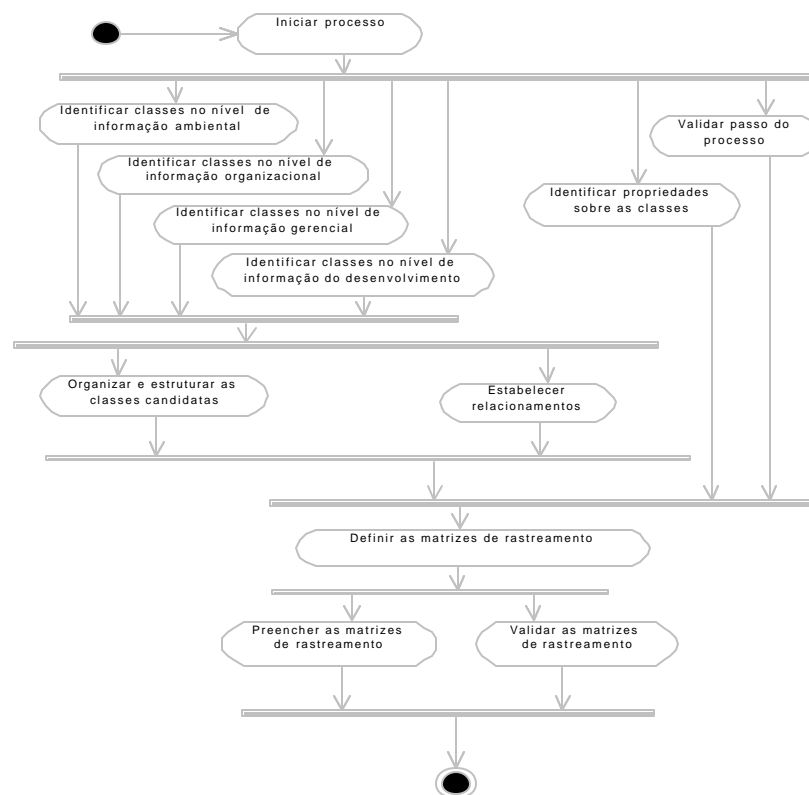 Iniciar processo
Identificar classes no nível de
informação ambiental
Validar passo do
processo
Identificar classes no nível de
informação organizacional
Identificar propriedades
sobre as classes
Identificar classes no nível de
informação gerencial
Identificar classes no nível de
informação do desenvolvimento
Organizar e estruturar as
classes candidatas
Estabelecer
relacionamentos
Definir as matrizes de rastreamento
Preencher as matrizes
de rastreamento
Validar as matrizes
de rastreamento